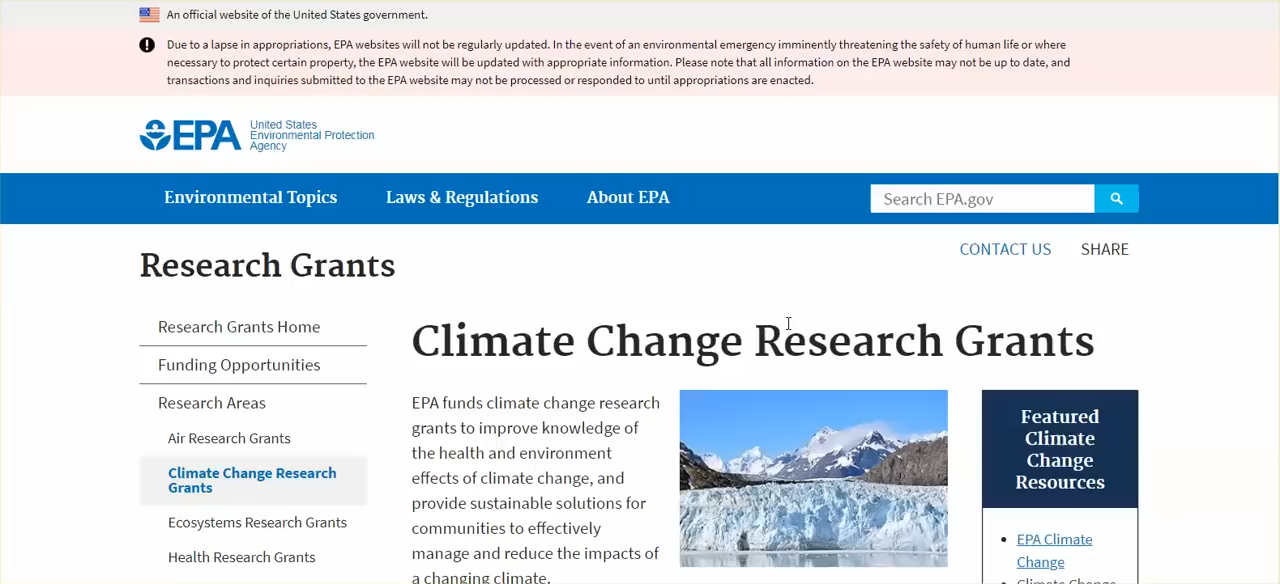 An official website of the United States government.
Due to a lapse in appropriations, EPA websites will not be regularly updated. In the event of an environmental emergency imminently threatening the safety of human life or where
necessary to protect certain property, the EPA website will be updated with appropriate information. Please note that all information on the EPA website may not be up to date, and
transactions and inquiries submitted to the EPA website may not be processed or responded to until appropriations are enacted.
EPA
United States
Environmental Protection
Agency
Environmental Topics
Laws & Regulations
About EPA
Search EPA.gov
CONTACT US
SHARE
Research Grants
Research Grants Home
Funding Opportunities
Research Areas
Air Research Grants
Climate Change Research
Grants
Ecosystems Research Grants
Health Research Grants
Climate Change Research Grants
EPA funds climate change research
grants to improve knowledge of
the health and environment
effects of climate change, and
provide sustainable solutions for
communities to effectively
manage and reduce the impacts of
a changing climate.
Featured
Climate
Change
Resources
EPA Climate
Change
Climate Change